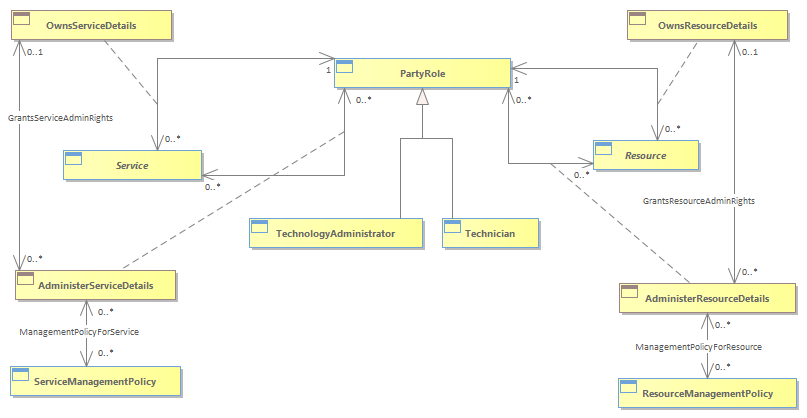 OwnsServiceDetails
OwnsResourceDetails
0..1
0..1
1
PartyRole
1
0..*
0..*
GrantsServiceAdminRights
0..*
0..*
Service
Resource
0..*
0..*
GrantsResourceAdminRights
TechnologyAdministrator
Technician
0..*
0..*
AdministerServiceDetails
AdministerResourceDetails
0..*
0..*
ManagementPolicyForService
ManagementPolicyForResource
0..*
0..*
ServiceManagementPolicy
ResourceManagementPolicy